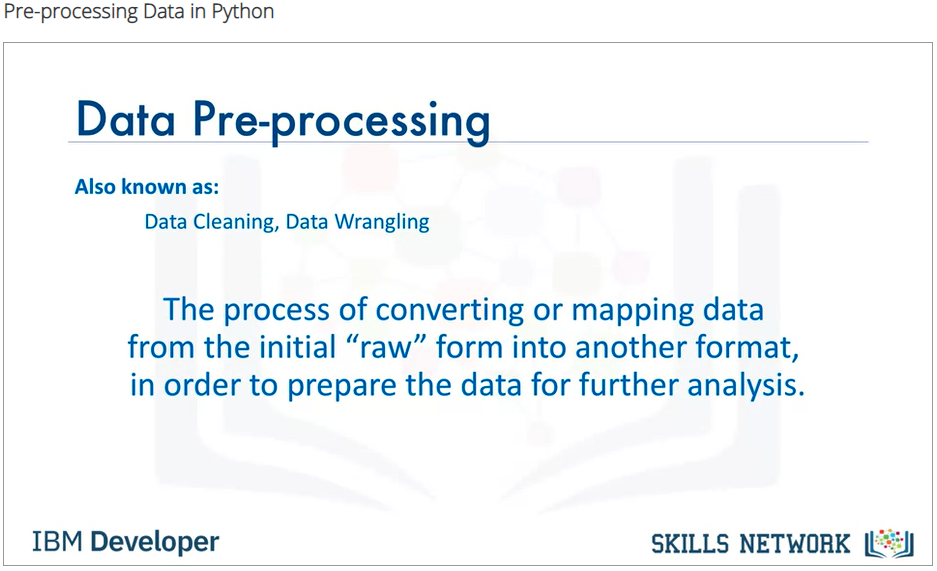 Pre-processing Data in Python
Data Pre-processing
Also known as:
Data Cleaning, Data Wrangling
The process of converting or mapping data
from the initial “raw” form into another format,
in order to prepare the data for further analysis.
IBM Developer
SKILLS NETWORK